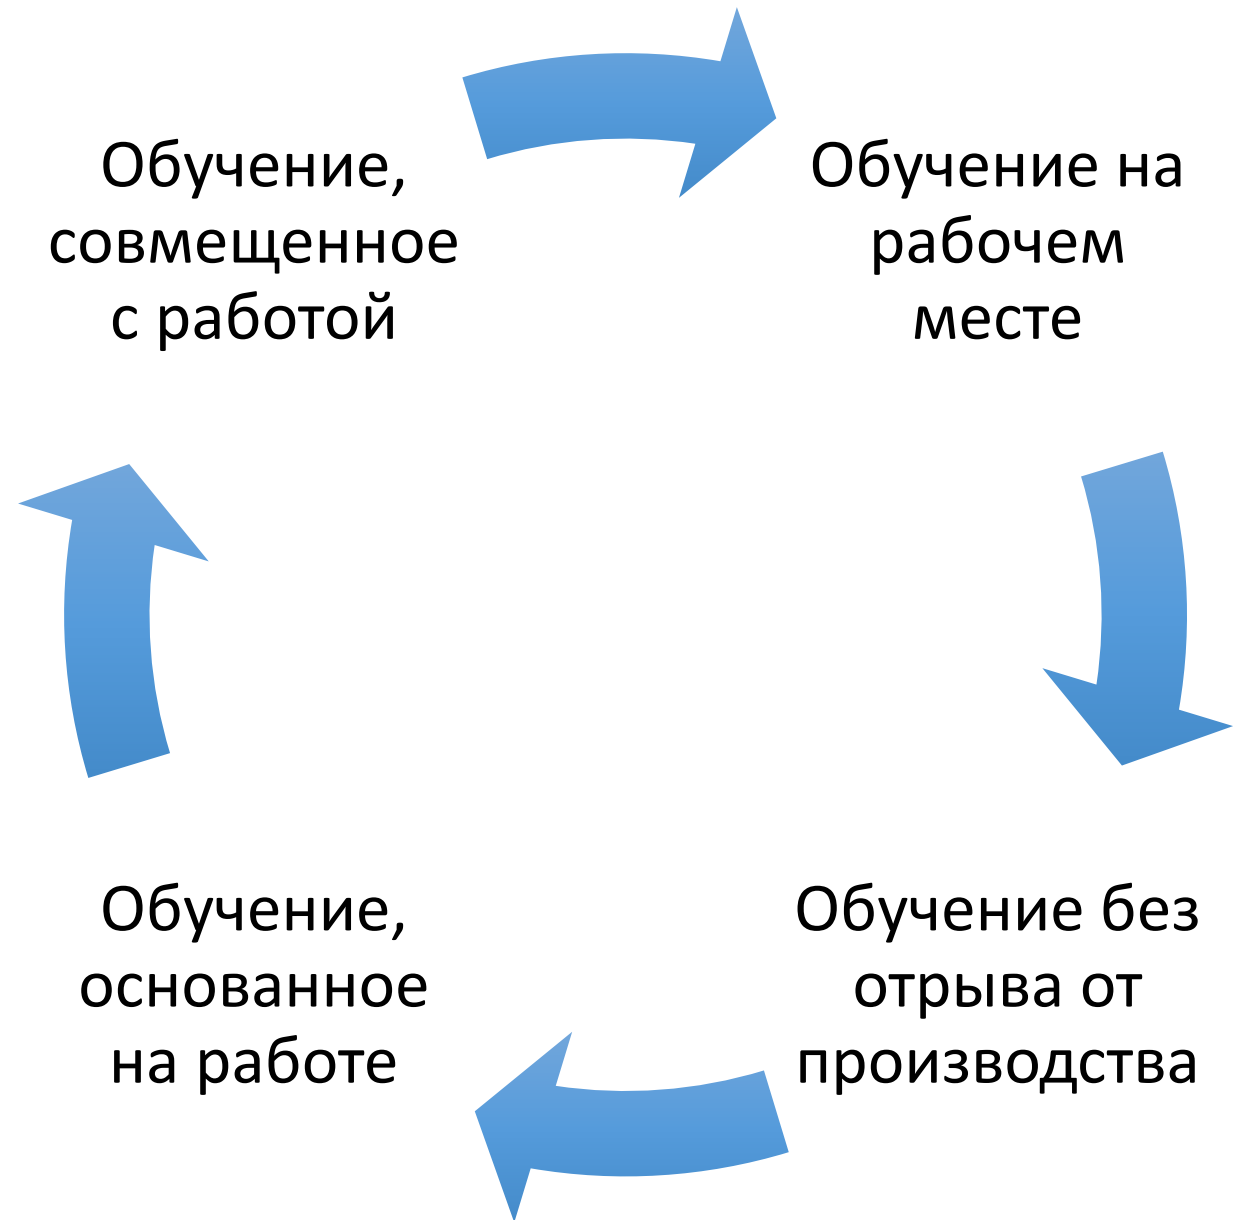 Обучение,
совмещенное
с работой
Обучение на
рабочем
месте
Обучение без
отрыва от
производства
Обучение,
основанное
на работе